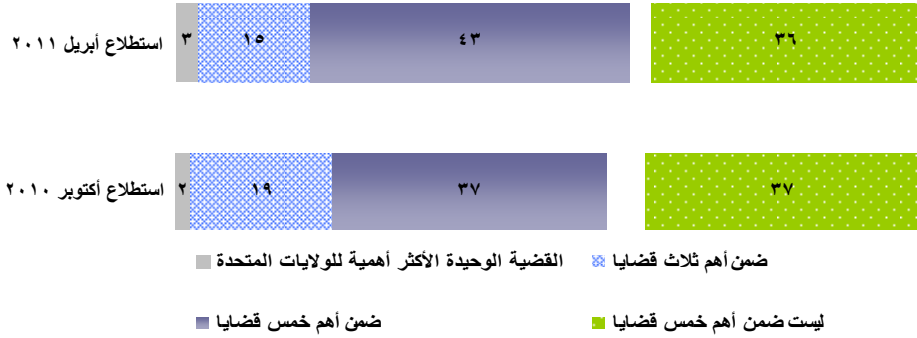 استطلاع أبريل ٢٠١١ ٣ ١٥ ٤٣ ٣٦
استطلاع أكتوبر ٢٠١٠ ٢ ١٩ ٣٧ ٣٧
القضية الوحيدة الأكثر أهمية للولايات المتحدة ضمن أهم ثلاث قضايا
ضمن أهم خمس قضايا ليست ضمن أهم خمس قضايا